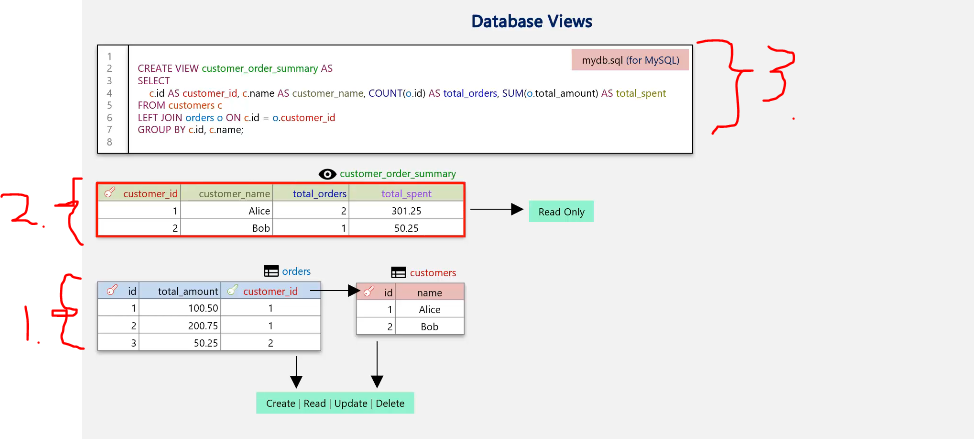 Database Views
3.
mydb.sql (for MySQL)
1
2 CREATE VIEW customer_order_summary AS
3 SELECT
4 c.id AS customer_id, c.name AS customer_name, COUNT(o.id) AS total_orders, SUM(o.total_amount) AS total_spent
5 FROM customers c
6 LEFT JOIN orders o ON c.id = o.customer_id
7 GROUP BY c.id, c.name;
8
2.
customer_order_summary
customer_id customer_name total_orders total_spent
1 Alice 2 301.25
2 Bob 1 50.25
Read Only
1.
orders
id total_amount customer_id
1 100.50 1
2 200.75 1
3 50.25 2
customers
id name
1 Alice
2 Bob
Create | Read | Update | Delete